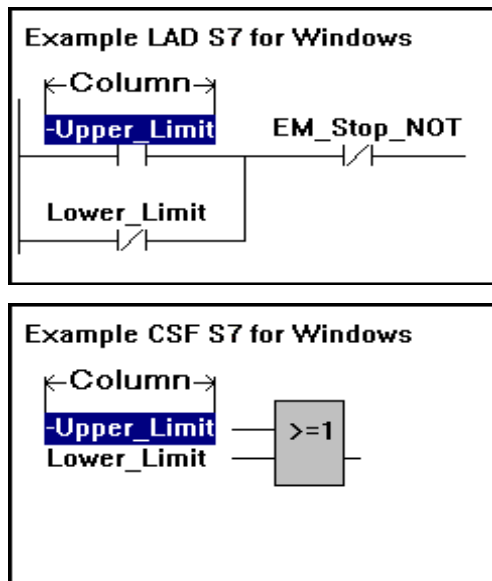 Example LAD S7 for Windows
Column
-Upper_Limit EM_Stop_NOT
Lower_Limit
Example CSF S7 for Windows
Column
-Upper_Limit >=1
Lower_Limit